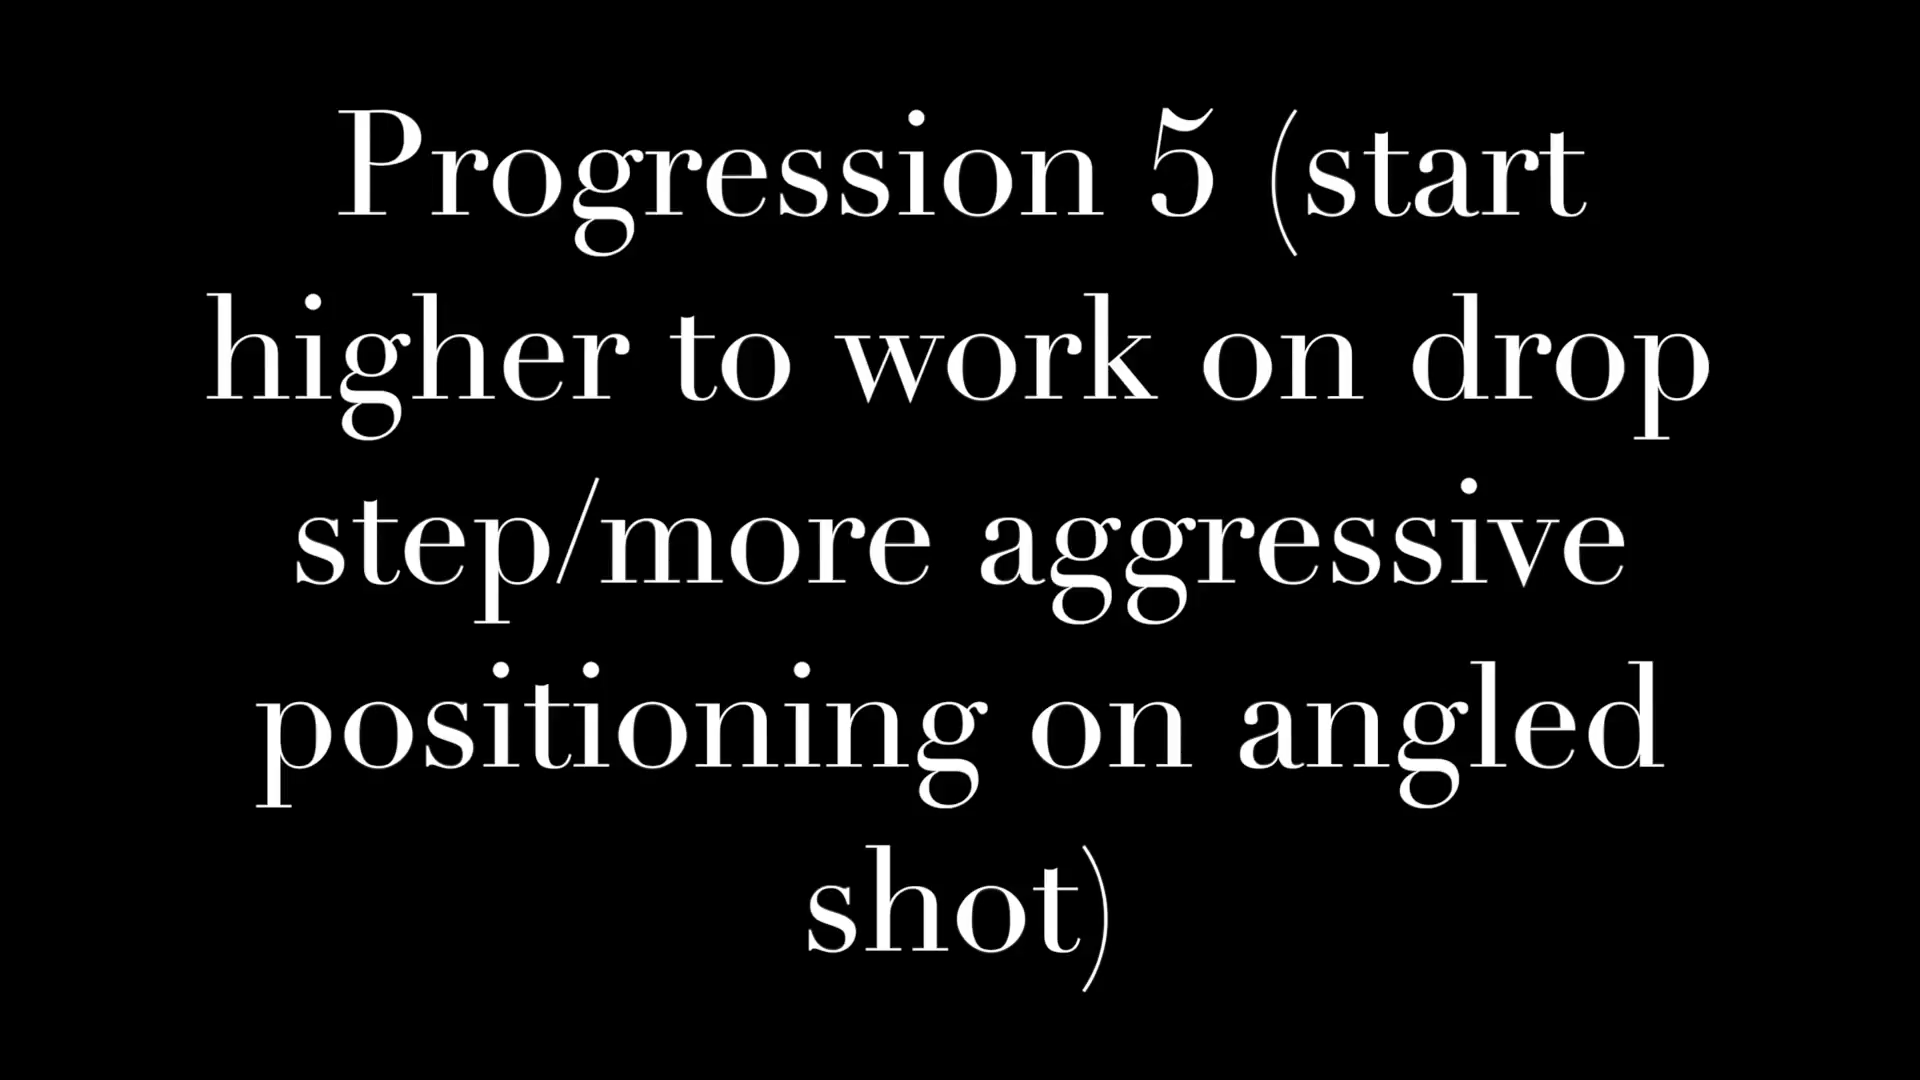 Progression 5 (start
higher to work on drop
step/more aggressive
positioning on angled
shot)